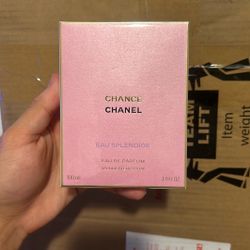 CHANCE
CHANEL
EAU SPLENDIDE
EAU DE PARFUM
TEAM
LIFT
Item
weight